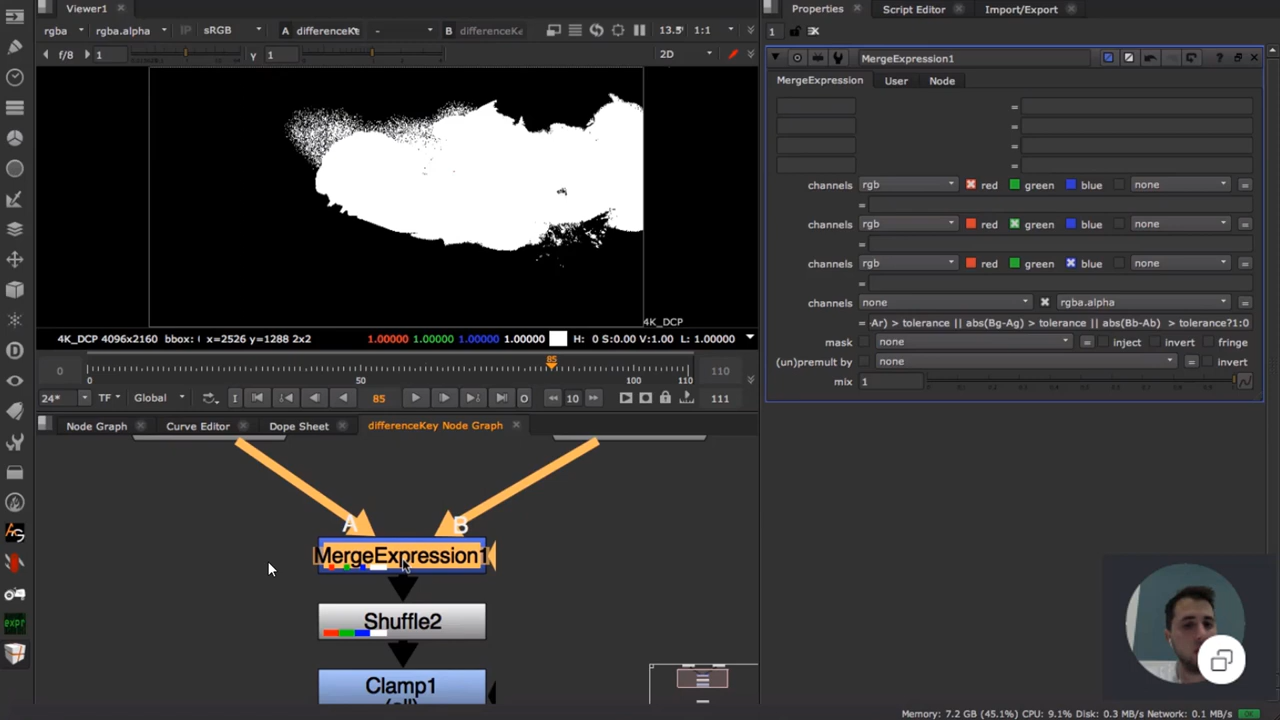 Viewer1
Properties
Script Editor
Import/Export
rgba rgba.alpha IP sRGB A differenceKe - B differenceKe 13.5 1:1
1
f/8 1 y 1 2D
MergeExpression1
MergeExpression User Node
=
=
=
=
channels rgb red green blue none =
=
channels rgb red green blue none =
=
channels rgb red green blue none =
=
channels none rgba.alpha =
= -Ar) > tolerance || abs(Bg-Ag) > tolerance || abs(Bb-Ab) > tolerance?1:0
mask none = inject invert fringe
(un)premult by none = invert
mix 1
4K_DCP
4K_DCP 4096x2160 bbox: x=2526 y=1288 2x2 1.00000 1.00000 1.00000 1.00000 H: 0 S:0.00 V:1.00 L: 1.00000
85
0 0 50 100 110 110
24* TF Global I 85 O 10 111
Node Graph Curve Editor Dope Sheet differenceKey Node Graph
A B
MergeExpression1
Shuffle2
Clamp1
(all)
expr
Memory: 7.2 GB (45.1%) CPU: 9.1% Disk: 0.3 MB/s Network: 0.1 MB/s